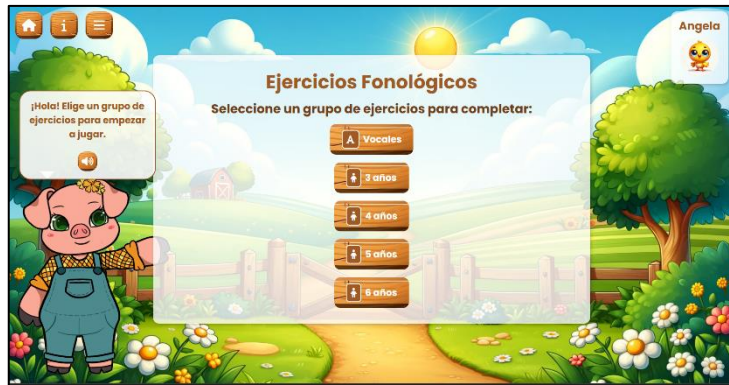 Angela
¡Hola! Elige un grupo de
ejercicios para empezar
a jugar.
Ejercicios Fonológicos
Seleccione un grupo de ejercicios para completar:
A Vocales
3 años
4 años
5 años
6 años